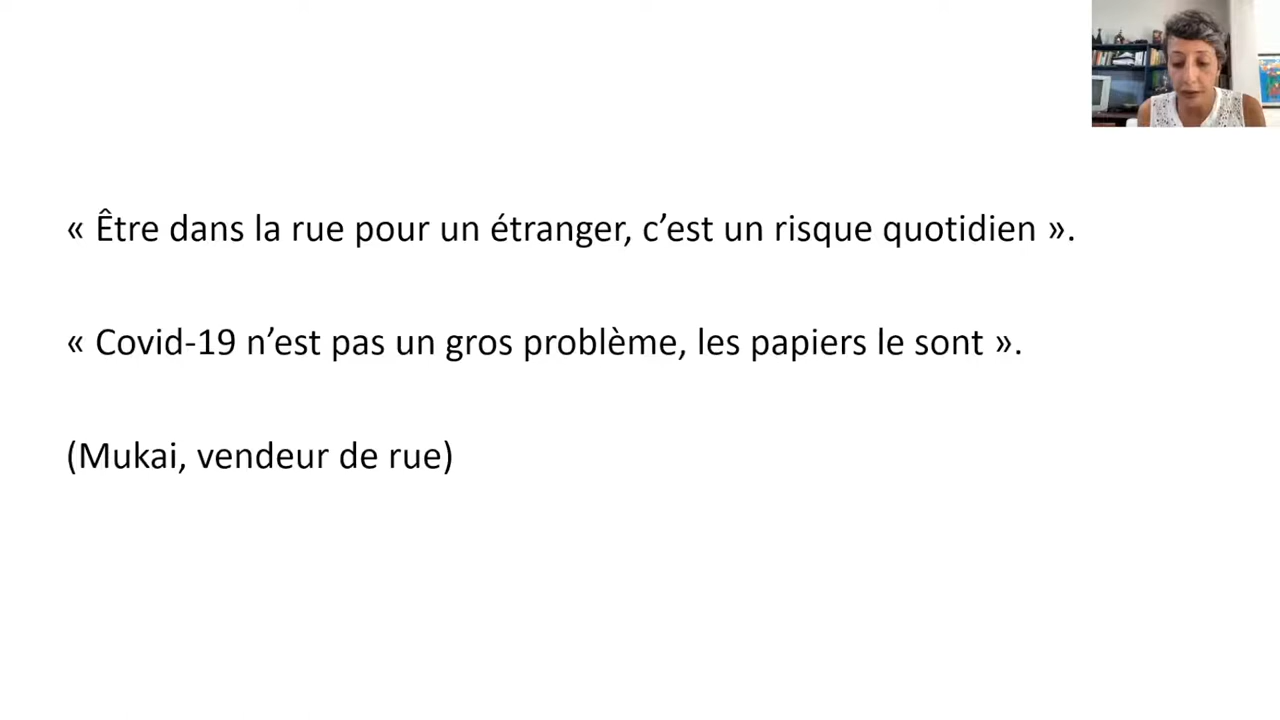 « Être dans la rue pour un étranger, c’est un risque quotidien ».
« Covid-19 n’est pas un gros problème, les papiers le sont ».
(Mukai, vendeur de rue)